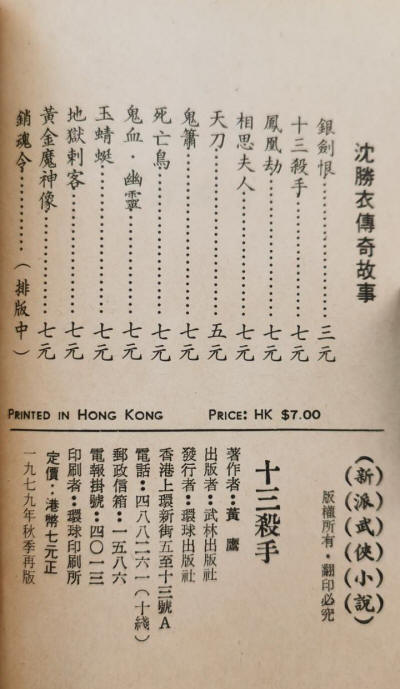 沈勝衣傳奇故事
銀劍恨…………………三元
十三殺手…………………七元
鳳凰劫…………………七元
相思夫人…………………七元
天刀…………………五元
鬼簫…………………七元
死亡鳥…………………七元
鬼血·幽靈…………………七元
玉蜻蜓…………………七元
地獄刺客…………………七元
黃金魔神像…………………七元
銷魂令…………(排版中)
PRINTED IN HONG KONG PRICE: HK $7.00
(新派武俠小說)
版權所有·翻印必究
十三殺手
著作者:黃鷹
出版者:武林出版社
發行者:環球出版社
香港上環新街五至十三號A
電話:四八八二六一(十綫)
郵政信箱:一五八六
電報掛號:四〇一三
印刷者:環球印刷所
定價:港幣七元正
一九七九年秋季再版